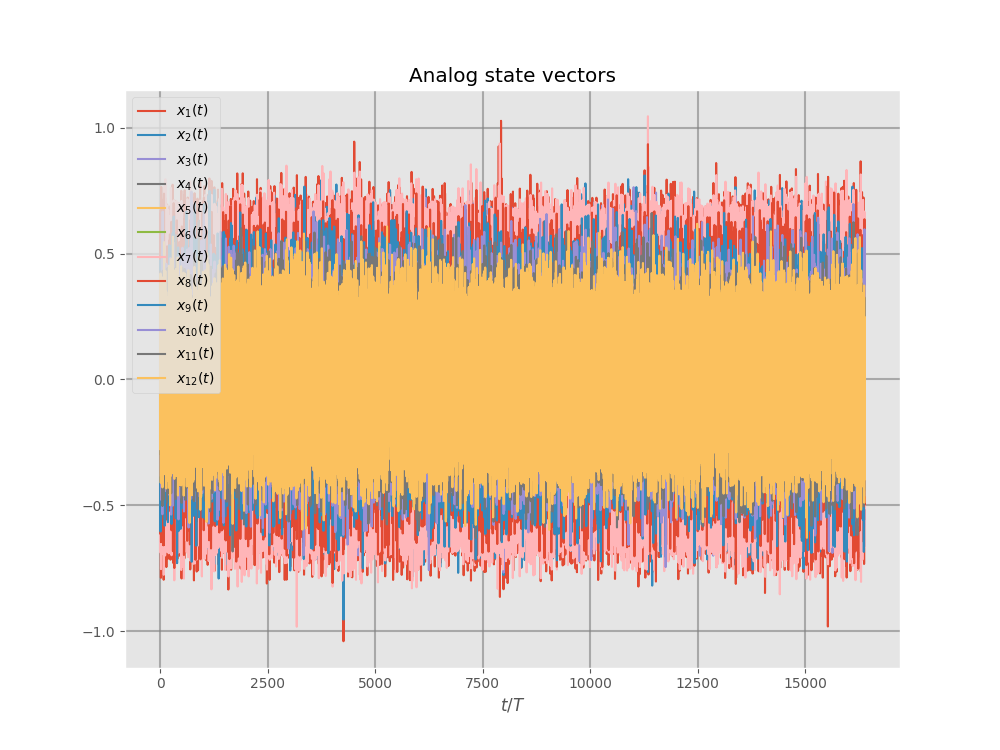 Analog state vectors
x₁(t)
x₂(t)
x₃(t)
x₄(t)
x₅(t)
x₆(t)
x₇(t)
x₈(t)
x₉(t)
x₁₀(t)
x₁₁(t)
x₁₂(t)
1.0
0.5
0.0
−0.5
−1.0
0 2500 5000 7500 10000 12500 15000
t/T